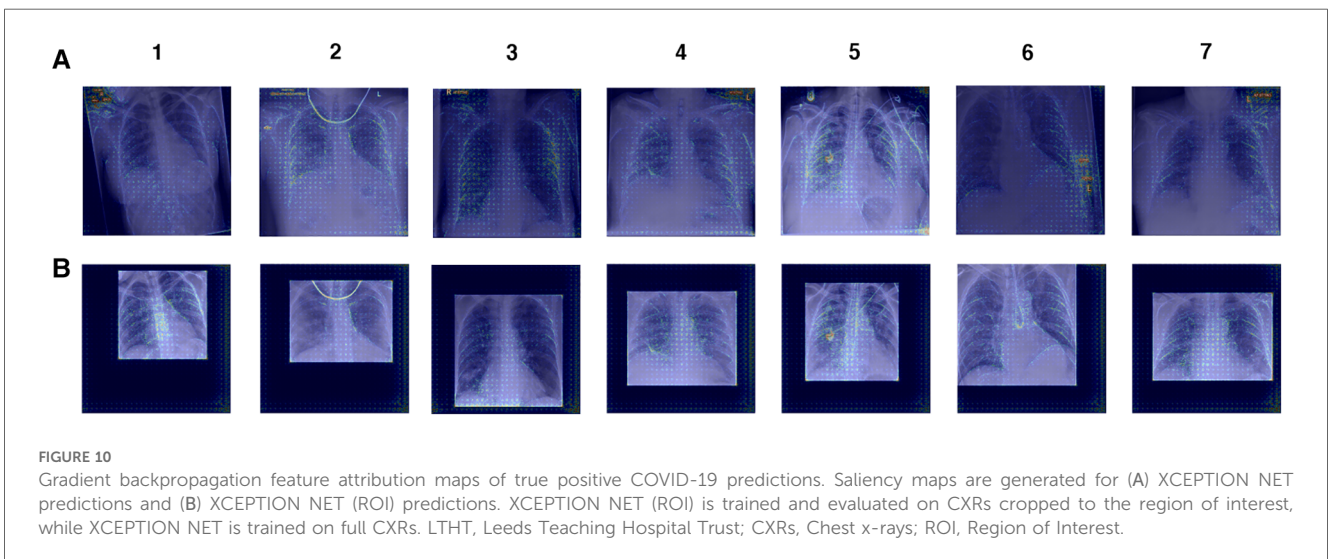 1 2 3 4 5 6 7
A
L
R
L
L
L
B
FIGURE 10
Gradient backpropagation feature attribution maps of true positive COVID-19 predictions. Saliency maps are generated for (A) XCEPTION NET
predictions and (B) XCEPTION NET (ROI) predictions. XCEPTION NET (ROI) is trained and evaluated on CXRs cropped to the region of interest,
while XCEPTION NET is trained on full CXRs. LTHT, Leeds Teaching Hospital Trust; CXRs, Chest x-rays; ROI, Region of Interest.